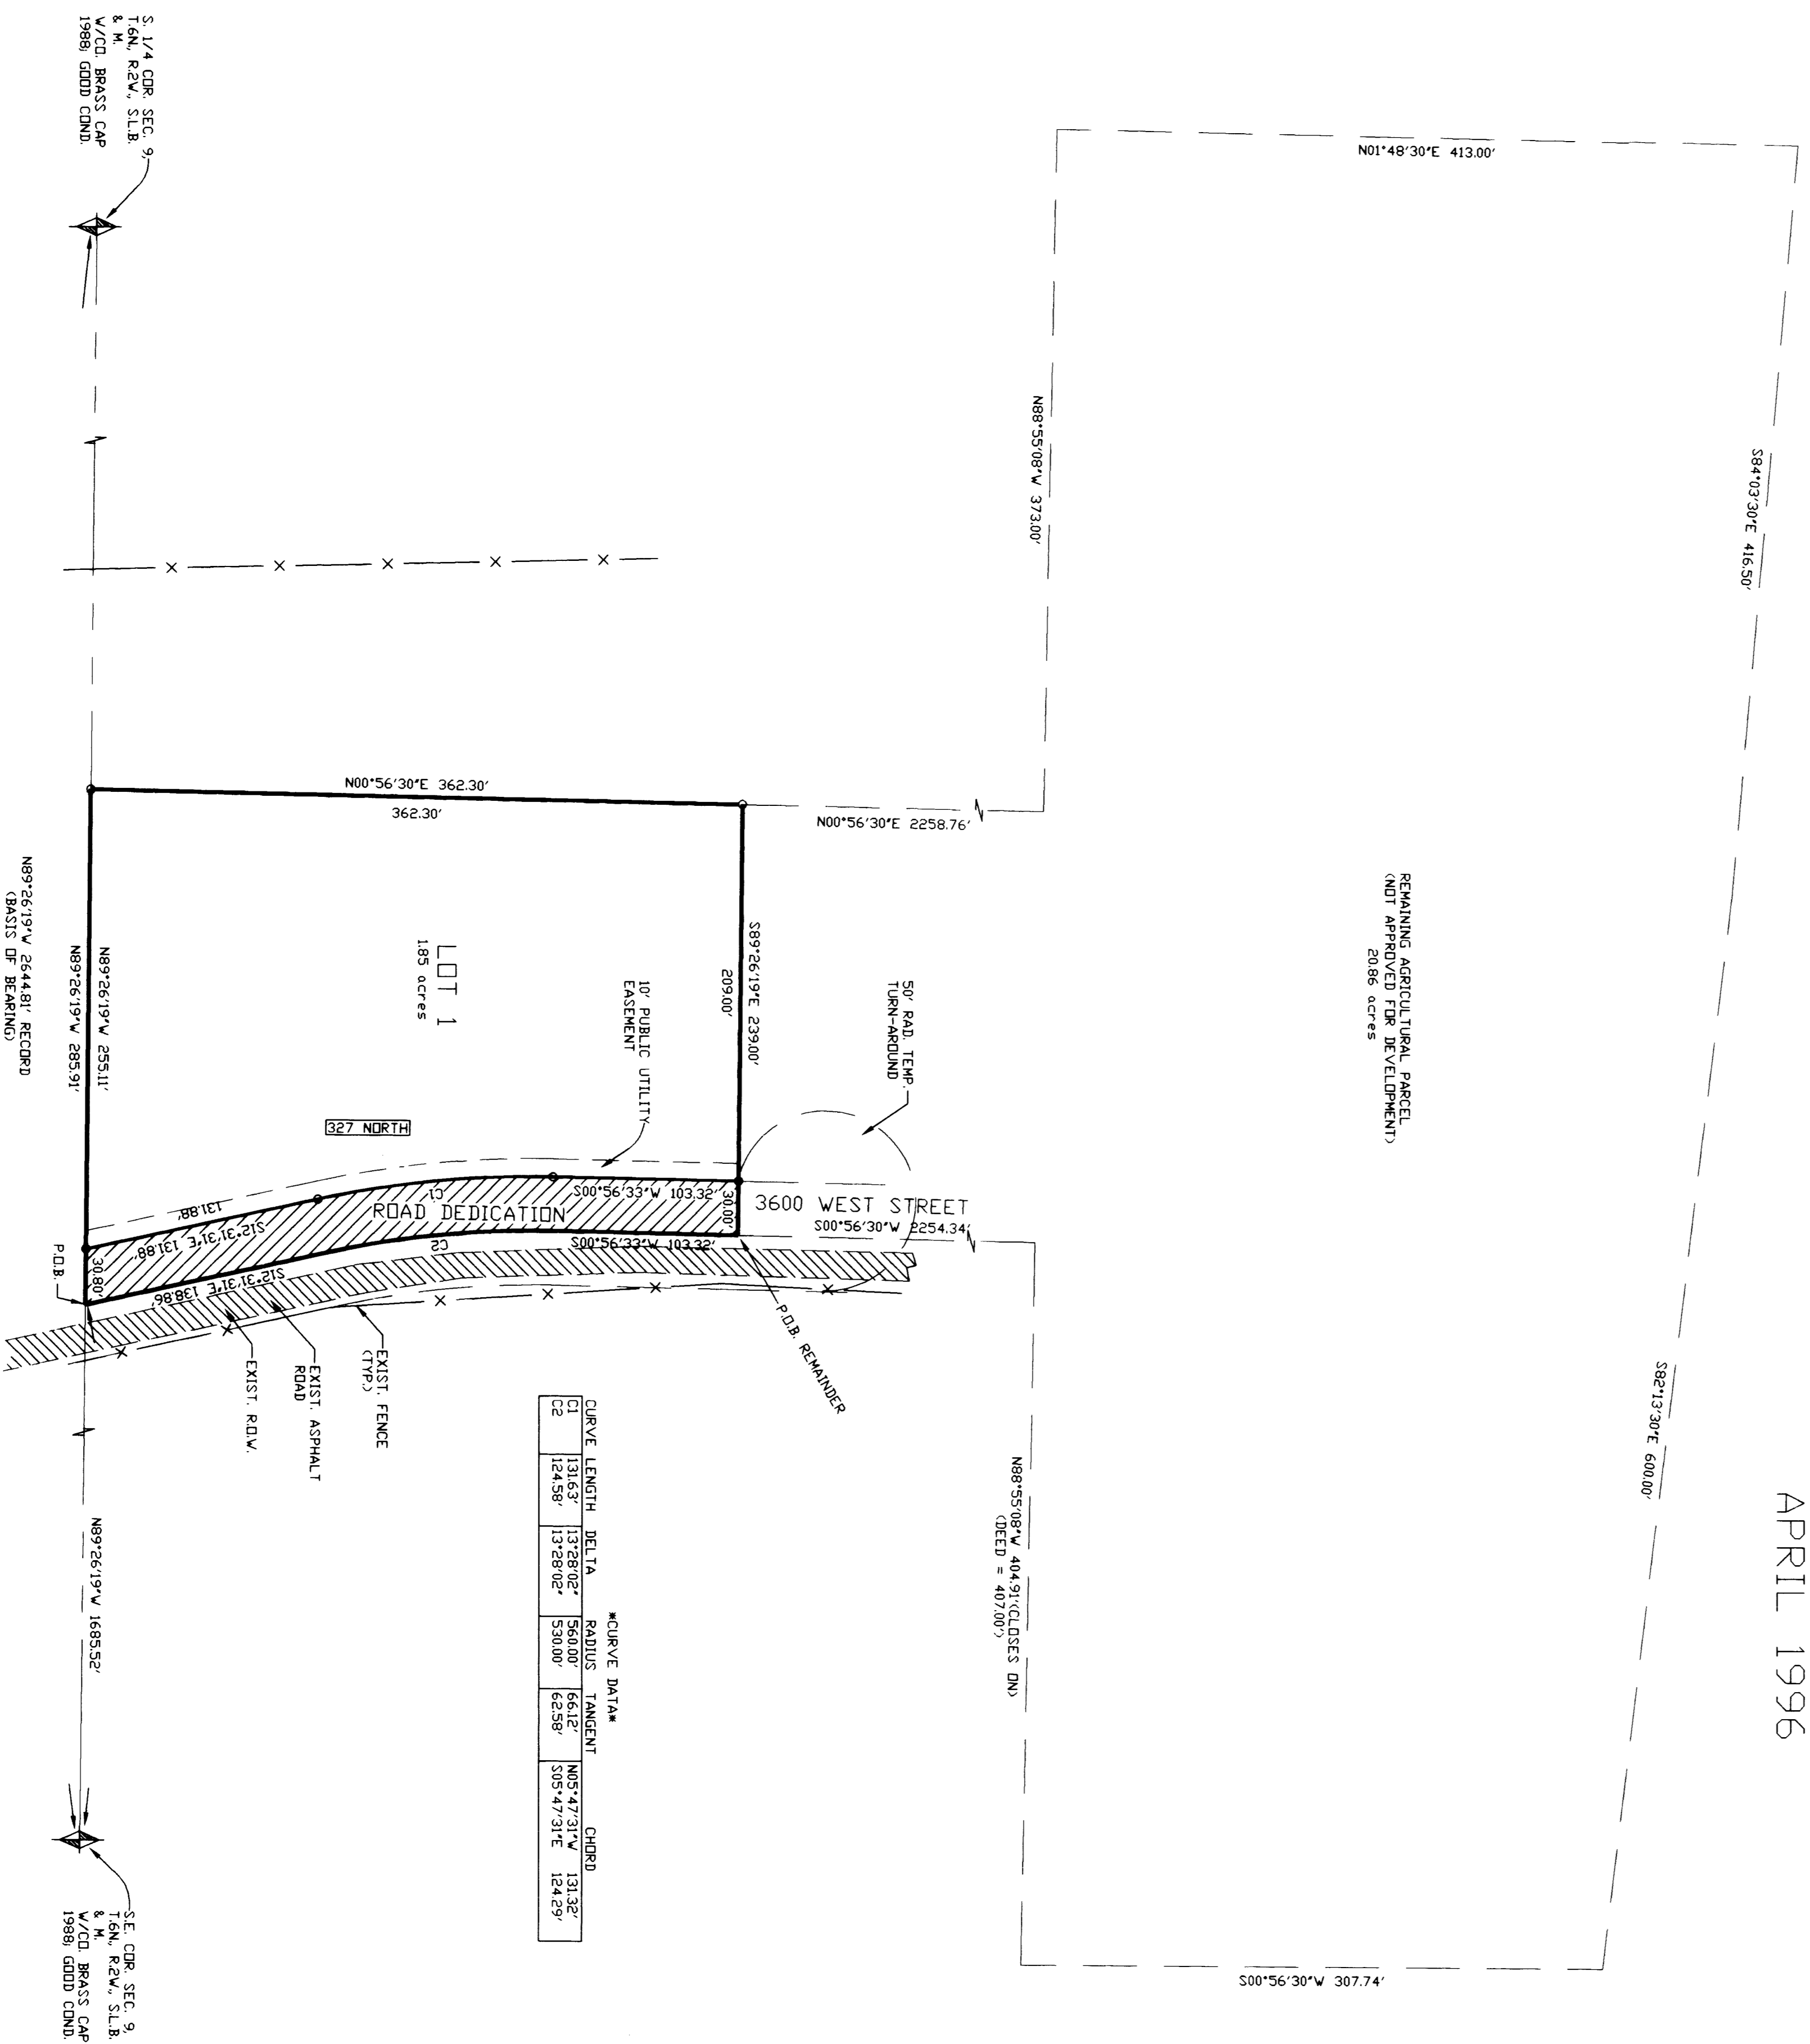 APRIL 1996
N01°48'30"E 413.00'
S84°03'30"E 416.50'
S82°13'30"E 600.00'
S00°56'30"W 307.74'
N88°55'08"W 404.91'(CLOSES ON)
(DEED = 407.00')
N88°55'08"W 373.00'
REMAINING AGRICULTURAL PARCEL
(NOT APPROVED FOR DEVELOPMENT)
20.86 acres
N00°56'30"E 2258.76'
50' RAD. TEMP.
TURN-AROUND
3600 WEST STREET
S00°56'30"W 2254.34'
P.O.B. REMAINDER
S89°26'19"E 239.00'
209.00'
30.00'
N00°56'30"E 362.30'
362.30'
LOT 1
1.85 acres
10' PUBLIC UTILITY
EASEMENT
327 NORTH
S00°56'33"W 103.32'
S00°56'33"W 103.32'
C1
C2
ROAD DEDICATION
131.88'
S12°31'31"E 131.88'
S12°31'31"E 138.86'
30.80'
P.O.B.
EXIST. FENCE
(TYP.)
EXIST. ASPHALT
ROAD
EXIST. R.O.W.
*CURVE DATA*
CURVE LENGTH DELTA RADIUS TANGENT CHORD
C1 131.63' 13°28'02" 560.00' 66.12' N05°47'31"W 131.32'
C2 124.58' 13°28'02" 530.00' 62.58' S05°47'31"E 124.29'
N89°26'19"W 255.11'
N89°26'19"W 285.91'
N89°26'19"W 2644.81' RECORD
(BASIS OF BEARING)
N89°26'19"W 1685.52'
S. 1/4 COR. SEC. 9,
T.6N., R.2W., S.L.B.
& M.
W/CO. BRASS CAP
1988; GOOD COND.
S.E. COR. SEC. 9,
T.6N., R.2W., S.L.B.
& M.
W/CO. BRASS CAP
1988; GOOD COND.